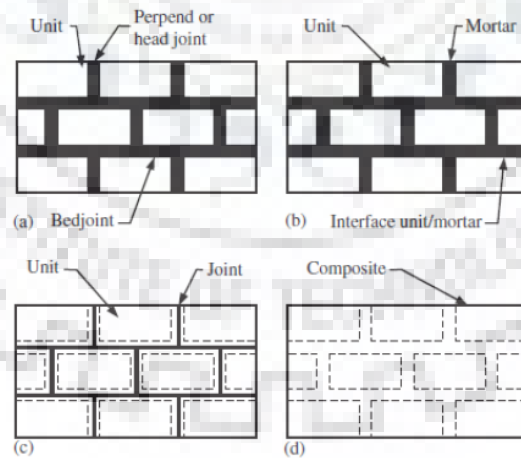 Unit
Perpend or
head joint
Unit
Mortar
(a) Bedjoint
(b) Interface unit/mortar
Unit
Joint
Composite
(c)
(d)